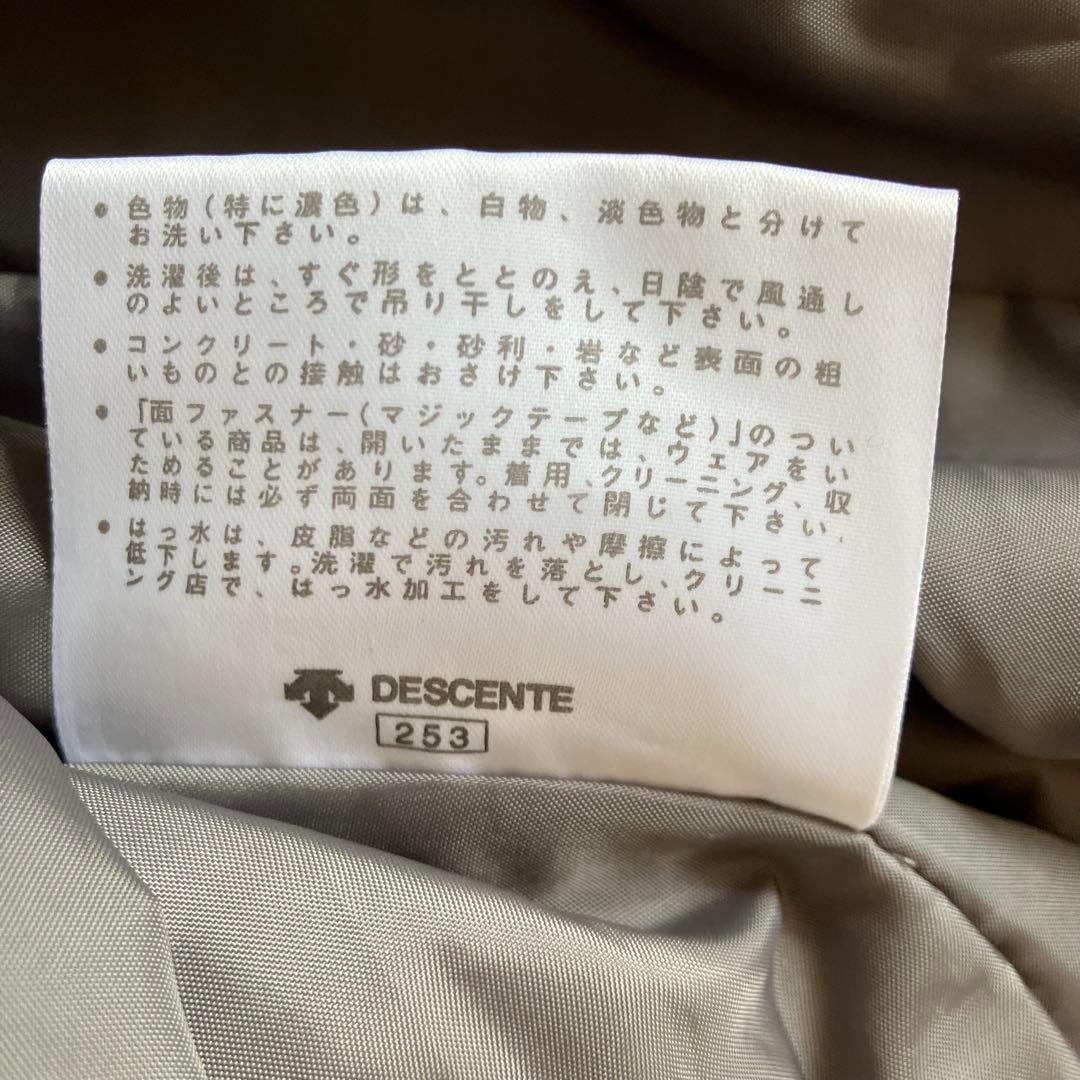 ・色物(特に濃色)は、白物、淡色物と分けて
お洗い下さい。
・洗濯後は、すぐ形をととのえ、日陰で風通し
のよいところで吊り干しをして下さい。
・コンクリート・砂・砂利・岩など表面の粗
いものとの接触はおさけ下さい。
・「面ファスナー(マジックテープなど)」のつい
ている商品は、開いたままでは、ウェアをい
ためることがあります。着用、クリーニング、収
納時には必ず両面を合わせて閉じて下さい。
・はっ水は、皮脂などの汚れや摩擦によって
低下します。洗濯で汚れを落とし、クリーニ
ング店で、はっ水加工をして下さい。
DESCENTE
253